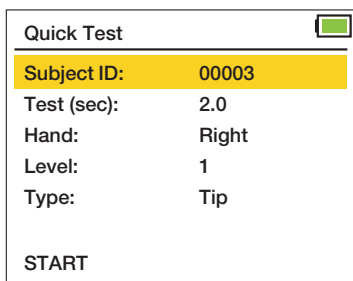 Quick Test
Subject ID: 00003
Test (sec): 2.0
Hand: Right
Level: 1
Type: Tip
START